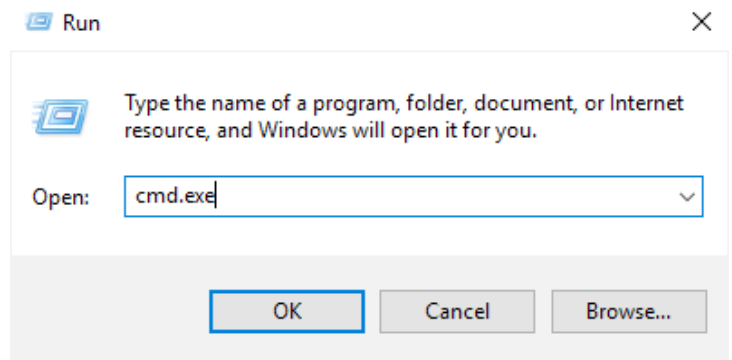 Run
Type the name of a program, folder, document, or Internet
resource, and Windows will open it for you.
Open: cmd.exe
OK Cancel Browse...